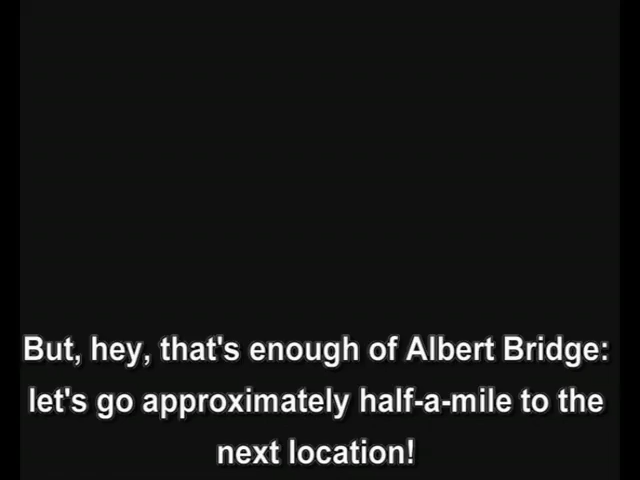 But, hey, that's enough of Albert Bridge:
let's go approximately half-a-mile to the
next location!